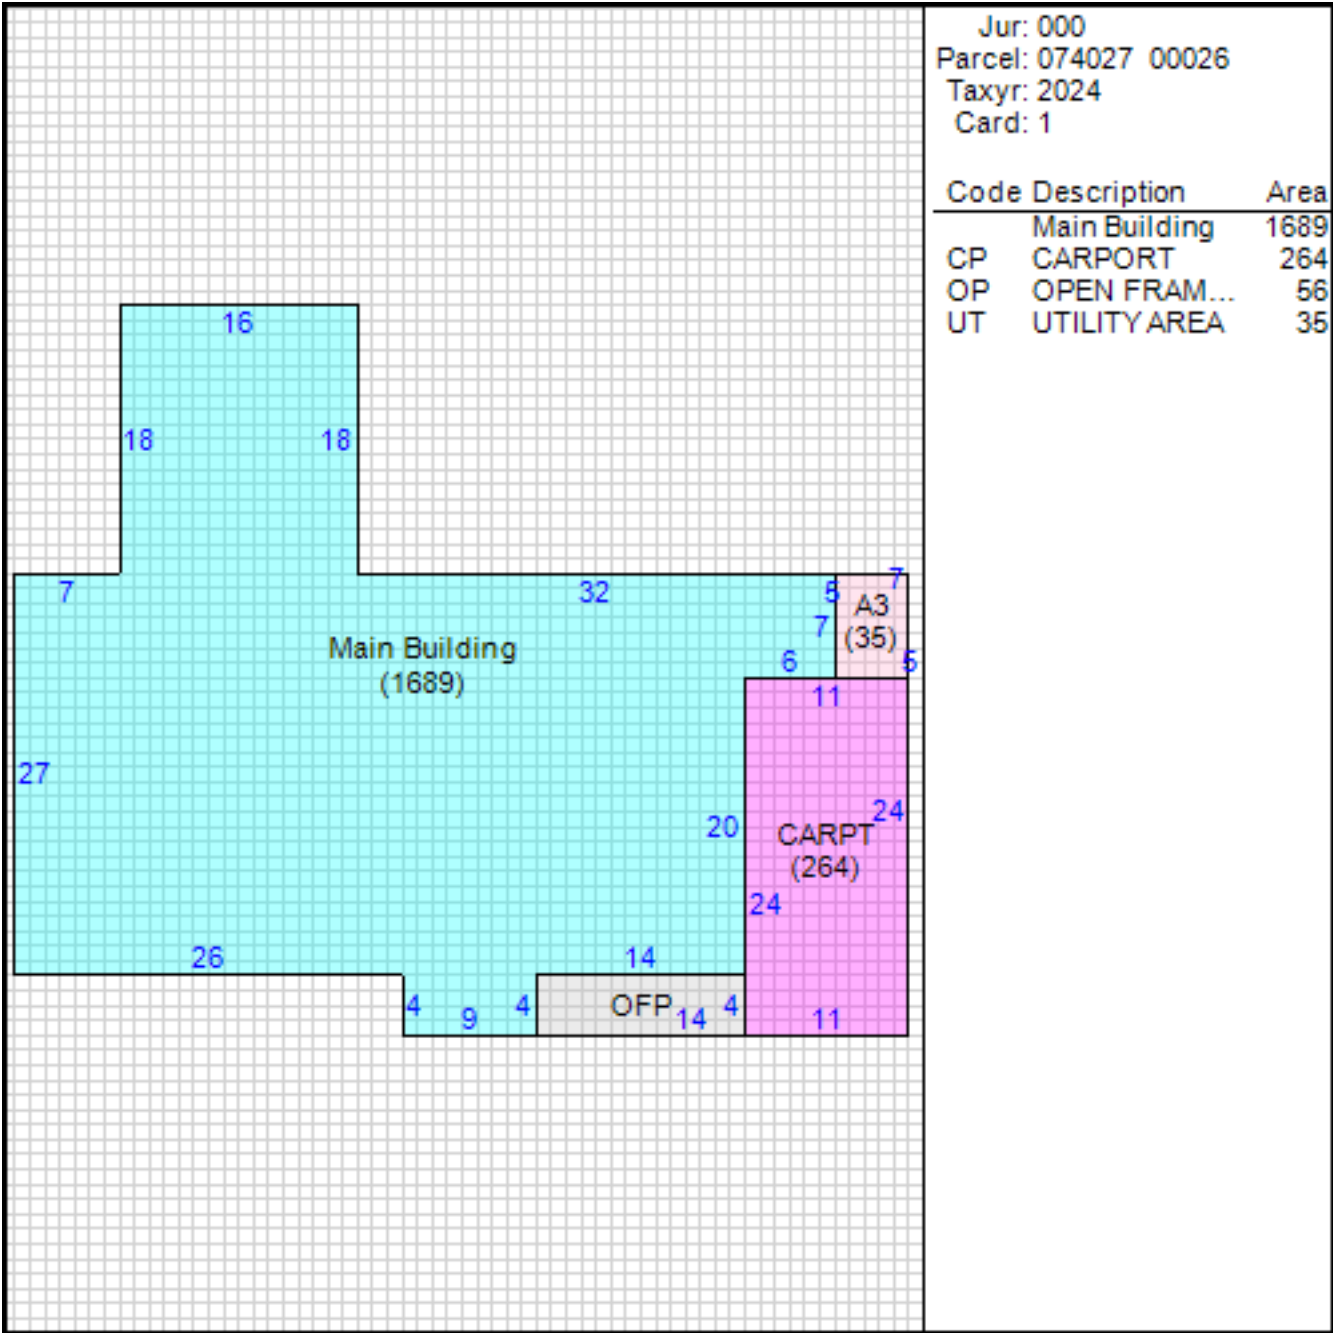 Jur: 000
Parcel: 074027 00026
Taxyr: 2024
Card: 1
Code Description Area
Main Building 1689
CP CARPORT 264
OP OPEN FRAM... 56
UT UTILITY AREA 35
16
18 18
7 32 5 7
A3
7 (35)
Main Building
6 5
(1689)
11
27
24
20 CARPT
(264)
24
26 14
4 9 4 OFP 14 4 11